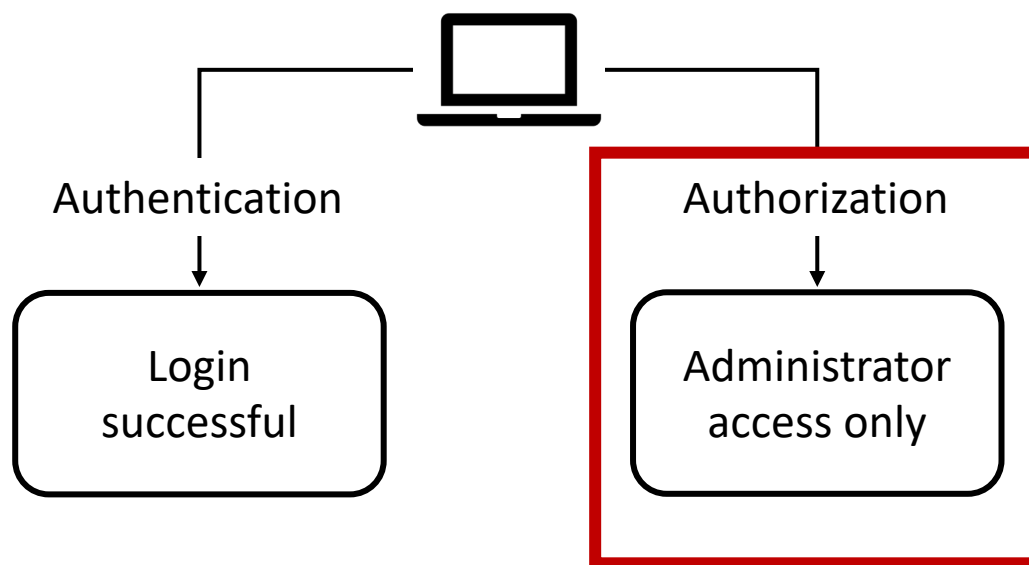 Authentication
Authorization
Login
successful
Administrator
access only